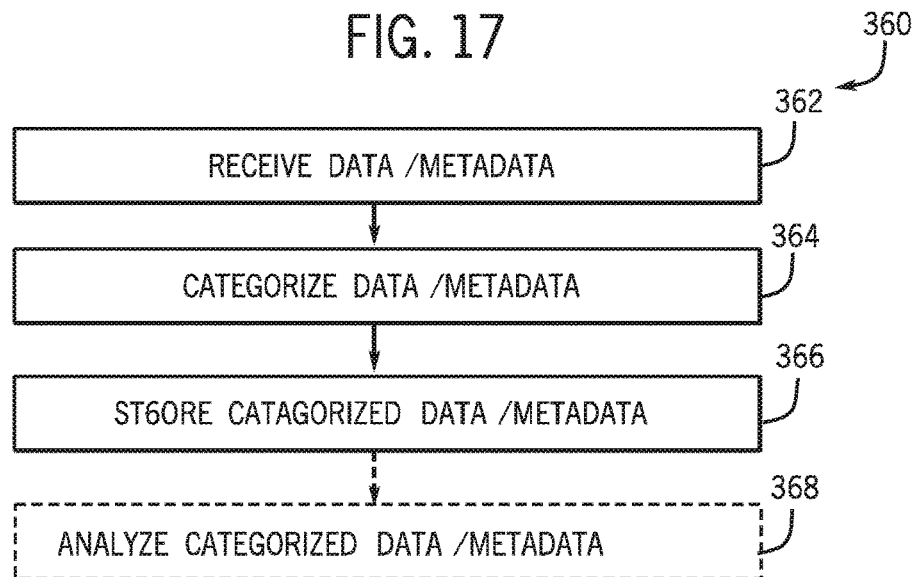 FIG. 17
360
362
RECEIVE DATA /METADATA
364
CATEGORIZE DATA /METADATA
366
ST6ORE CATAGORIZED DATA /METADATA
368
ANALYZE CATEGORIZED DATA /METADATA